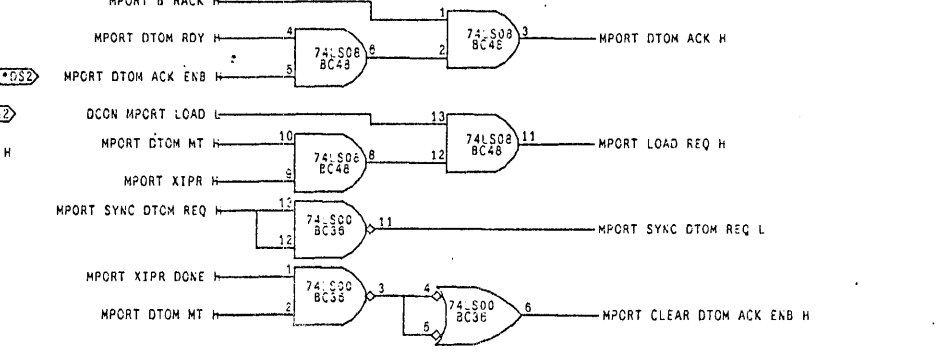 MPORT B RACK H
1
MPORT DTOM RDY H 4 74LS08 BC48 6 2 74LS08 BC48 3 MPORT DTOM ACK H
*DS2 MPORT DTOM ACK ENB H 5
2 DCON MPORT LOAD L 13
MPORT DTOM MT H 10 74LS08 BC48 8 12 74LS08 BC48 11 MPORT LOAD REQ H
H
MPORT XIPR H 9
MPORT SYNC DTOM REQ H 13 74LS00 BC36 11 MPORT SYNC DTOM REQ L
12
MPORT XIPR DONE H 1 74LS00 BC36 3 4 74LS00 BC36 6 MPORT CLEAR DTOM ACK ENB H
MPORT DTOM MT H 2 5